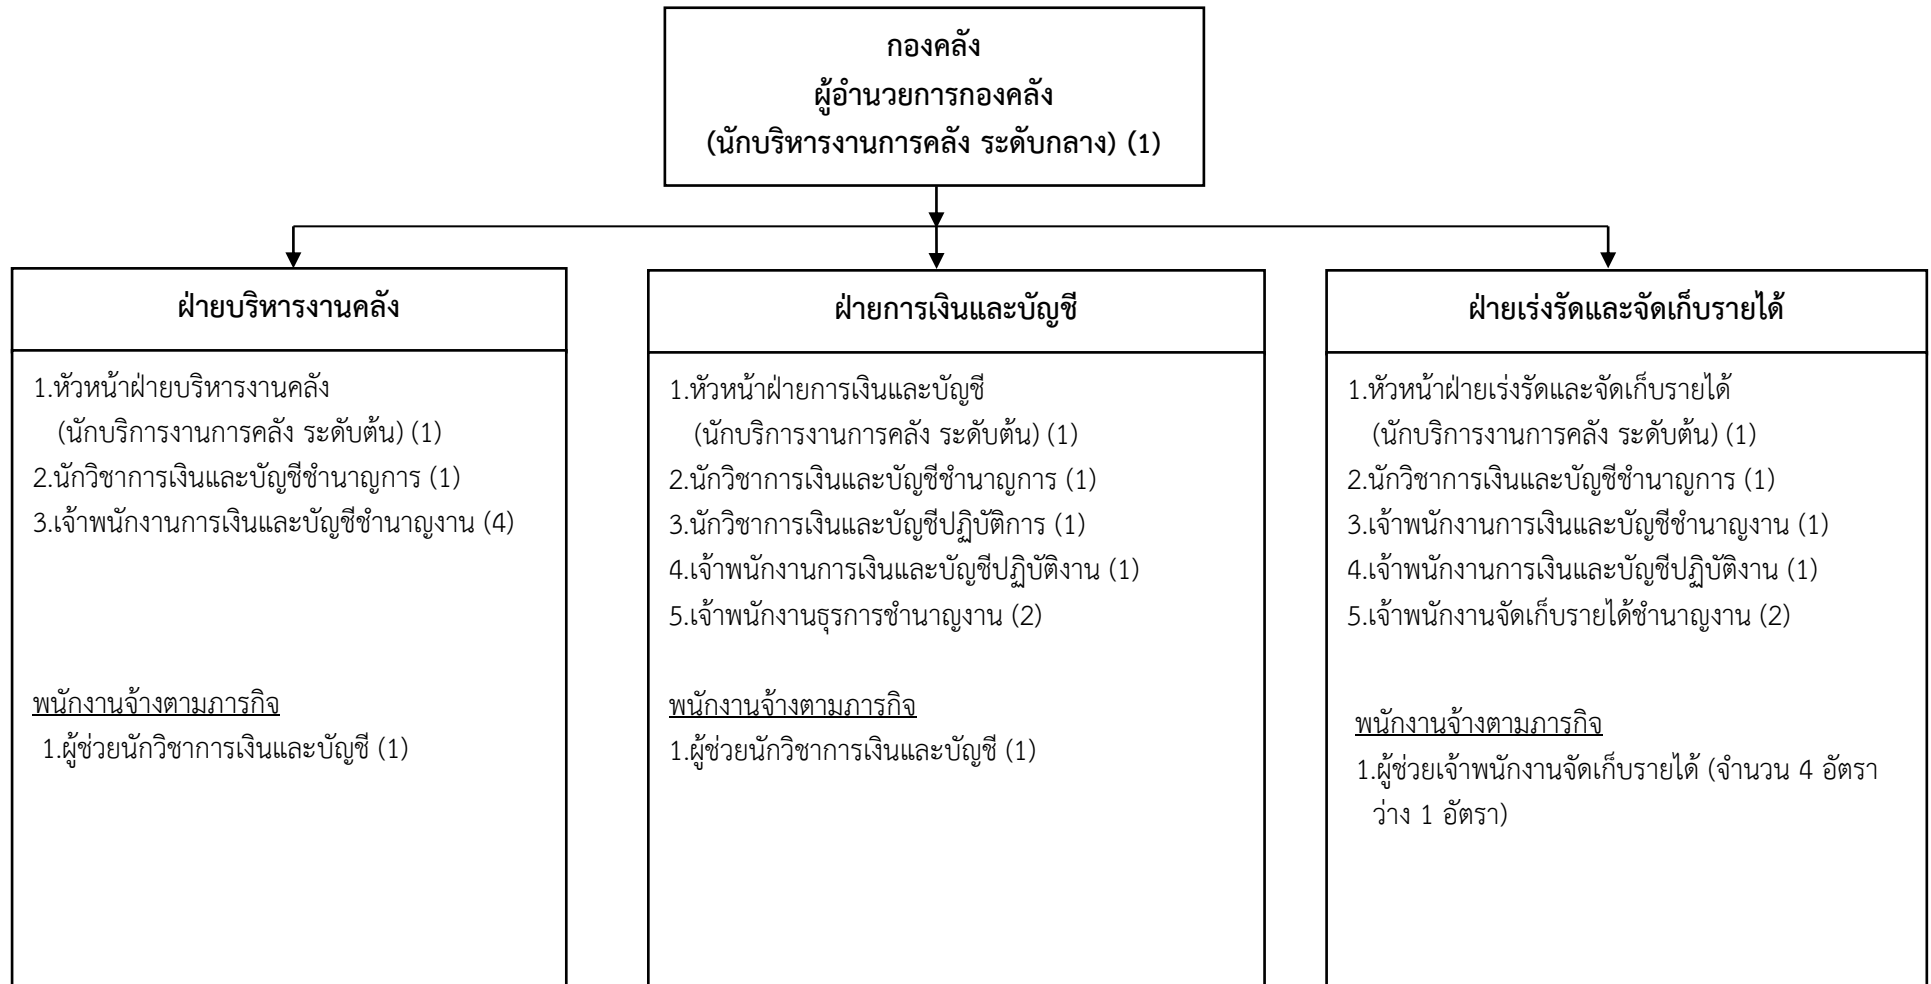 กองคลัง
ผู้อำนวยการกองคลัง
(นักบริหารงานการคลัง ระดับกลาง) (1)
ฝ่ายบริหารงานคลัง
1.หัวหน้าฝ่ายบริหารงานคลัง
(นักบริการงานการคลัง ระดับต้น) (1)
2.นักวิชาการเงินและบัญชีชำนาญการ (1)
3.เจ้าพนักงานการเงินและบัญชีชำนาญงาน (4)
พนักงานจ้างตามภารกิจ
1.ผู้ช่วยนักวิชาการเงินและบัญชี (1)
ฝ่ายการเงินและบัญชี
1.หัวหน้าฝ่ายการเงินและบัญชี
(นักบริการงานการคลัง ระดับต้น) (1)
2.นักวิชาการเงินและบัญชีชำนาญการ (1)
3.นักวิชาการเงินและบัญชีปฏิบัติการ (1)
4.เจ้าพนักงานการเงินและบัญชีปฏิบัติงาน (1)
5.เจ้าพนักงานธุรการชำนาญงาน (2)
พนักงานจ้างตามภารกิจ
1.ผู้ช่วยนักวิชาการเงินและบัญชี (1)
ฝ่ายเร่งรัดและจัดเก็บรายได้
1.หัวหน้าฝ่ายเร่งรัดและจัดเก็บรายได้
(นักบริการงานการคลัง ระดับต้น) (1)
2.นักวิชาการเงินและบัญชีชำนาญการ (1)
3.เจ้าพนักงานการเงินและบัญชีชำนาญงาน (1)
4.เจ้าพนักงานการเงินและบัญชีปฏิบัติงาน (1)
5.เจ้าพนักงานจัดเก็บรายได้ชำนาญงาน (2)
พนักงานจ้างตามภารกิจ
1.ผู้ช่วยเจ้าพนักงานจัดเก็บรายได้ (จำนวน 4 อัตรา
ว่าง 1 อัตรา)